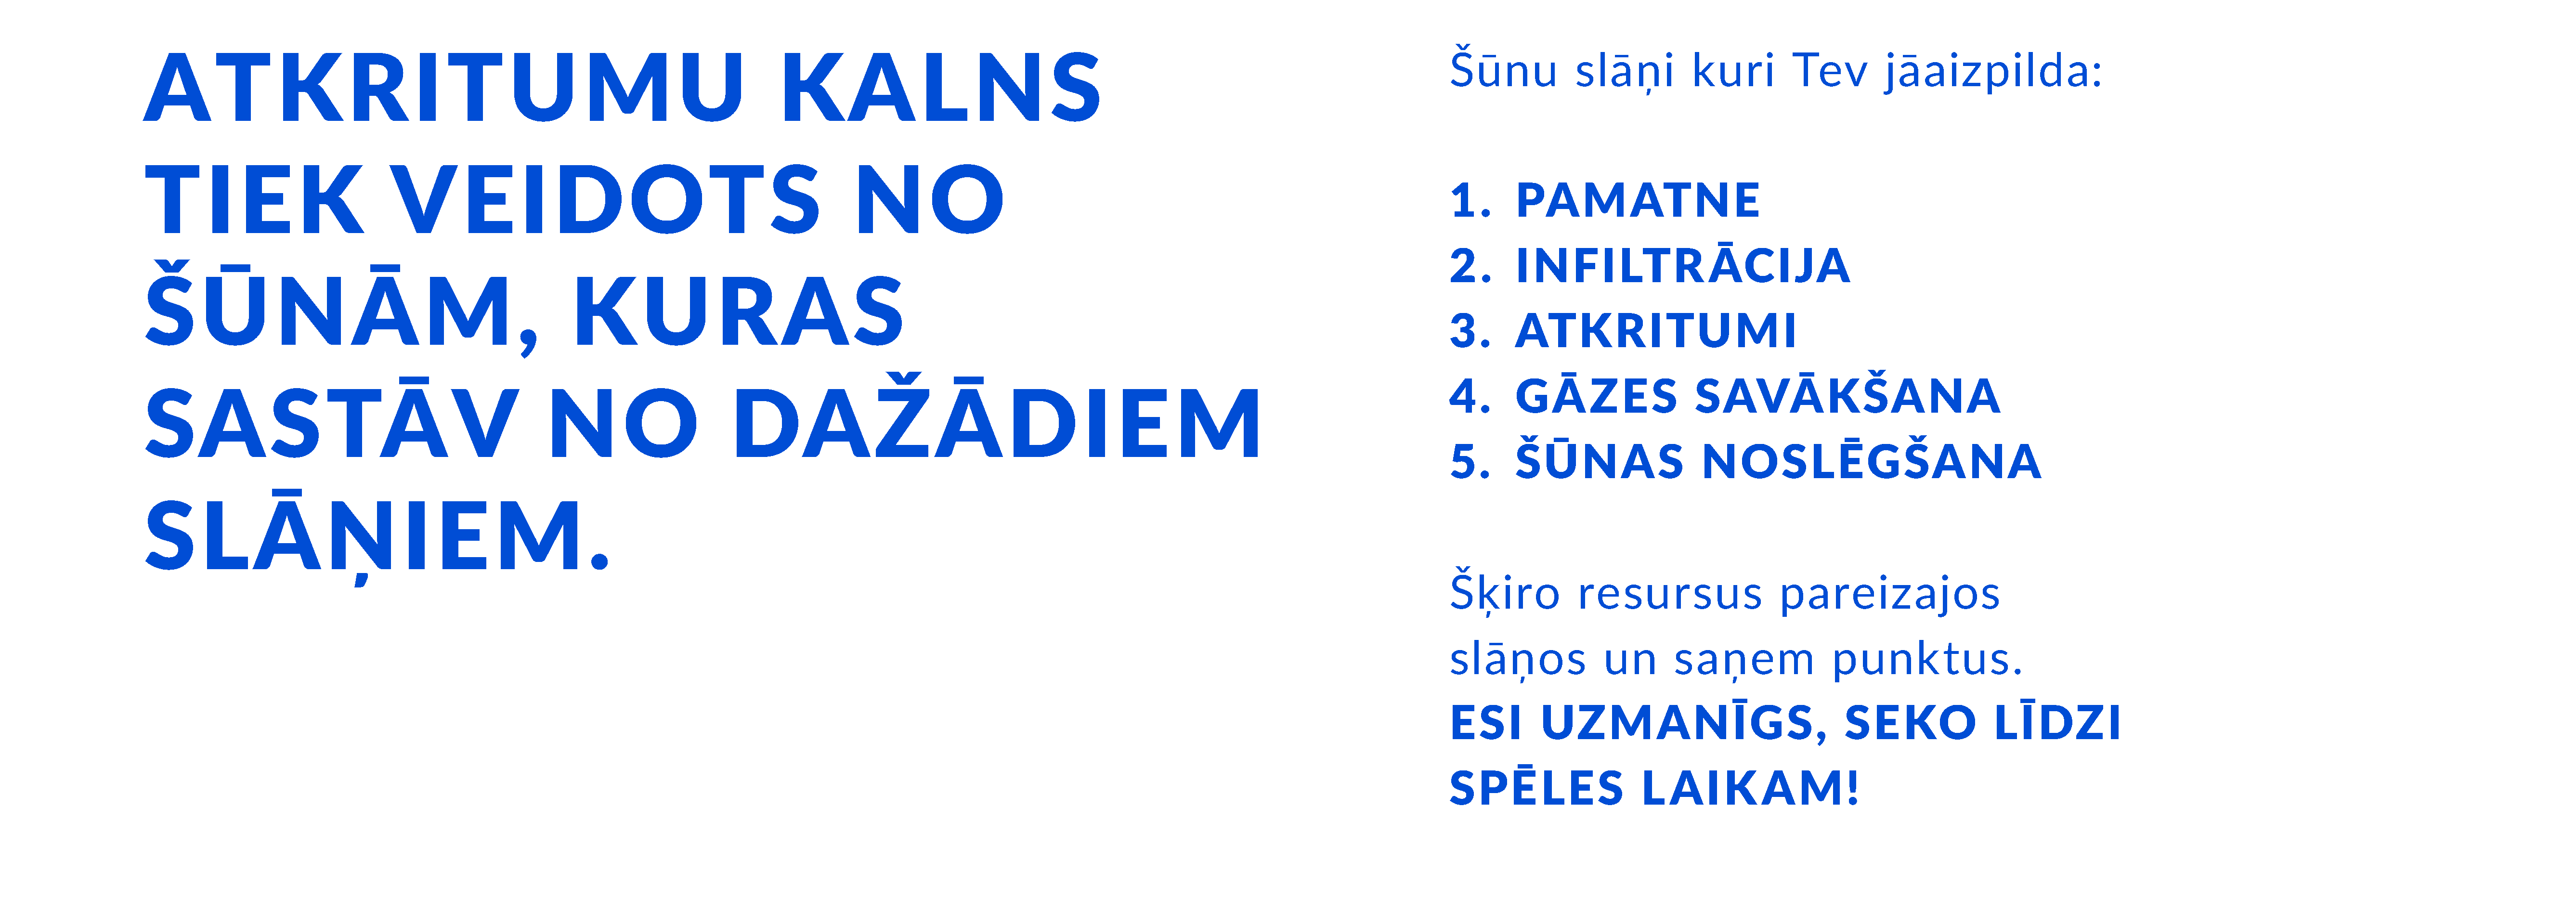 ATKRITUMU KALNS
TIEK VEIDOTS NO
ŠŪNĀM, KURAS
SASTĀV NO DAŽĀDIEM
SLĀŅIEM.
Šūnu slāņi kuri Tev jāaizpilda:
1. PAMATNE
2. INFILTRĀCIJA
3. ATKRITUMI
4. GĀZES SAVĀKŠANA
5. ŠŪNAS NOSLĒGŠANA
Šķiro resursus pareizajos
slāņos un saņem punktus.
ESI UZMANĪGS, SEKO LĪDZI
SPĒLES LAIKAM!